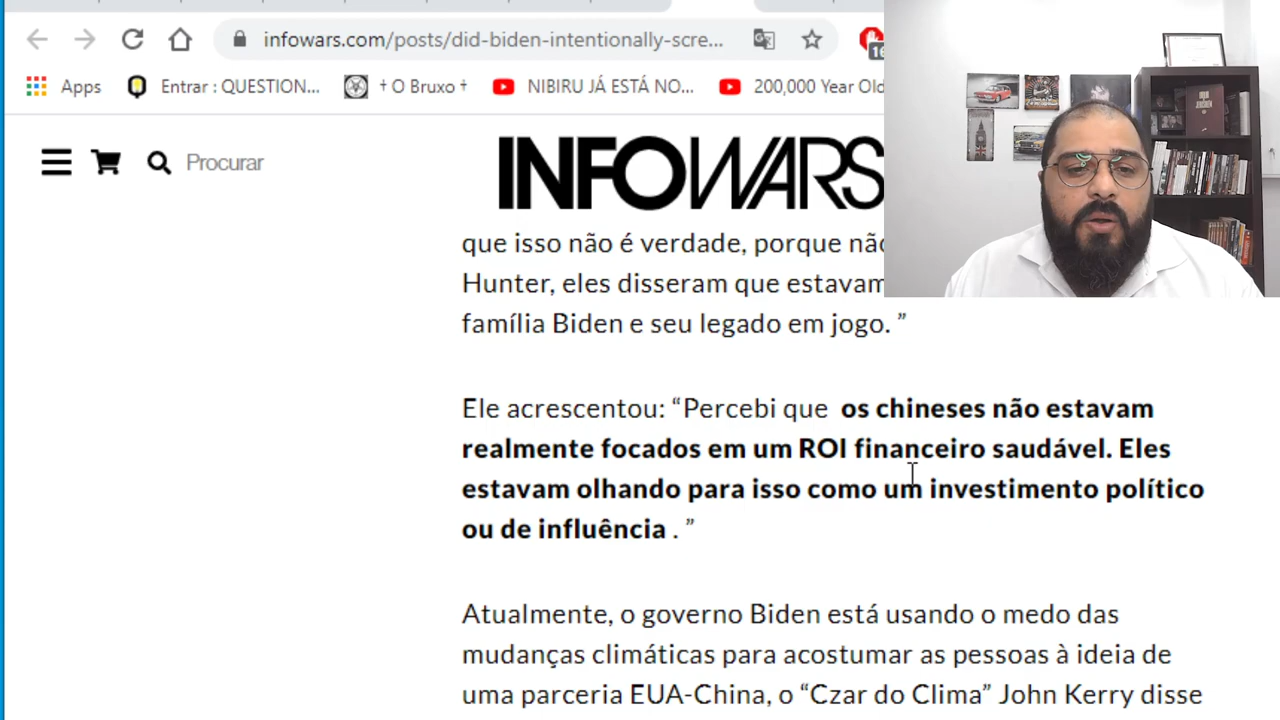 infowars.com/posts/did-biden-intentionally-scre...
16
Apps Entrar : QUESTION... † O Bruxo † NIBIRU JÁ ESTÁ NO... 200,000 Year Old
Procurar
INFOWARS
que isso não é verdade, porque não
Hunter, eles disseram que estavam
família Biden e seu legado em jogo. ”
Ele acrescentou: “Percebi que os chineses não estavam
realmente focados em um ROI financeiro saudável. Eles
estavam olhando para isso como um investimento político
ou de influência . ”
Atualmente, o governo Biden está usando o medo das
mudanças climáticas para acostumar as pessoas à ideia de
uma parceria EUA-China, o “Czar do Clima” John Kerry disse